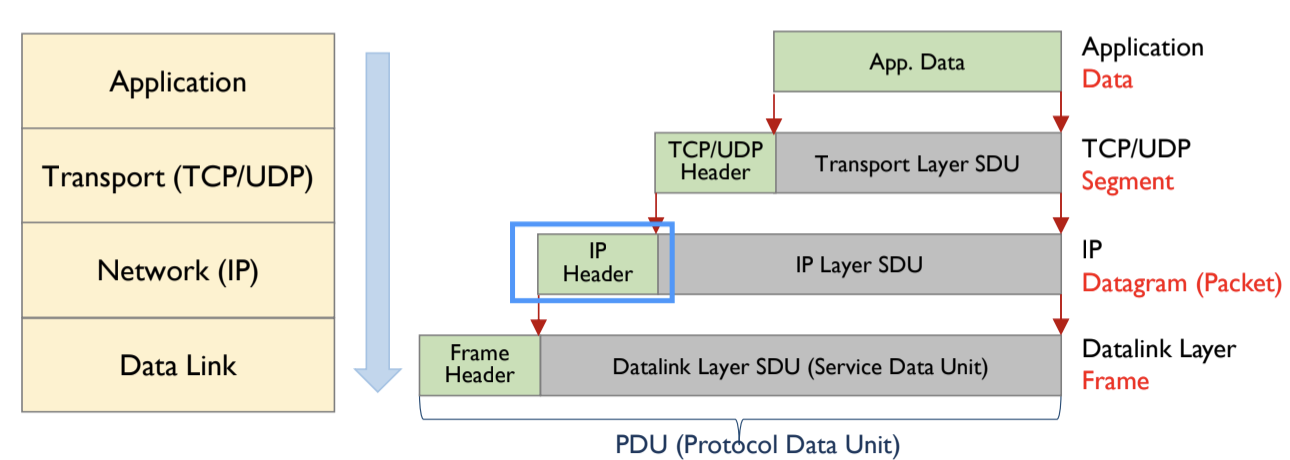 Application
Transport (TCP/UDP)
Network (IP)
Data Link
App. Data
Application
Data
TCP/UDP
Header
Transport Layer SDU
TCP/UDP
Segment
IP
Header
IP Layer SDU
IP
Datagram (Packet)
Frame
Header
Datalink Layer SDU (Service Data Unit)
Datalink Layer
Frame
PDU (Protocol Data Unit)